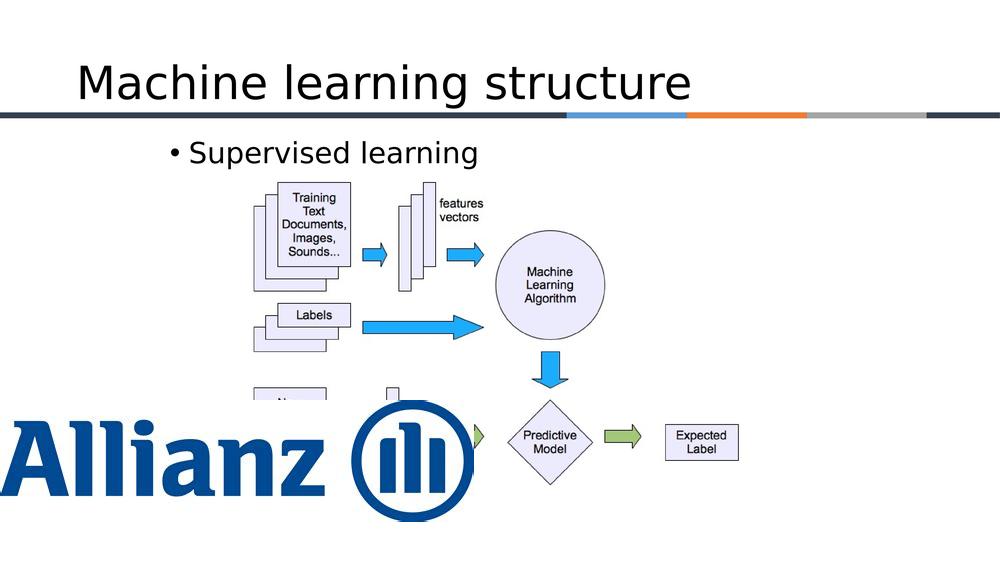 Machine learning structure
• Supervised learning
Training
Text
Documents,
Images,
Sounds...
features
vectors
Machine
Learning
Algorithm
Labels
Predictive
Model
Expected
Label
Allianz